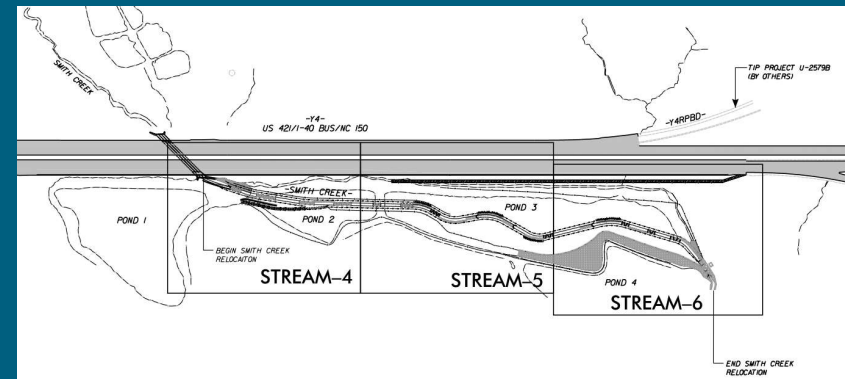 SMITH CREEK
TIP PROJECT U-2579B
(BY OTHERS)
-Y4RPBD-
-Y4-
US 421/I-40 BUS/NC 150
-SMITH CREEK-
POND 1
POND 2
POND 3
BEGIN SMITH CREEK
RELOCAITON
STREAM-4
STREAM-5
POND 4
STREAM-6
END SMITH CREEK
RELOCATION